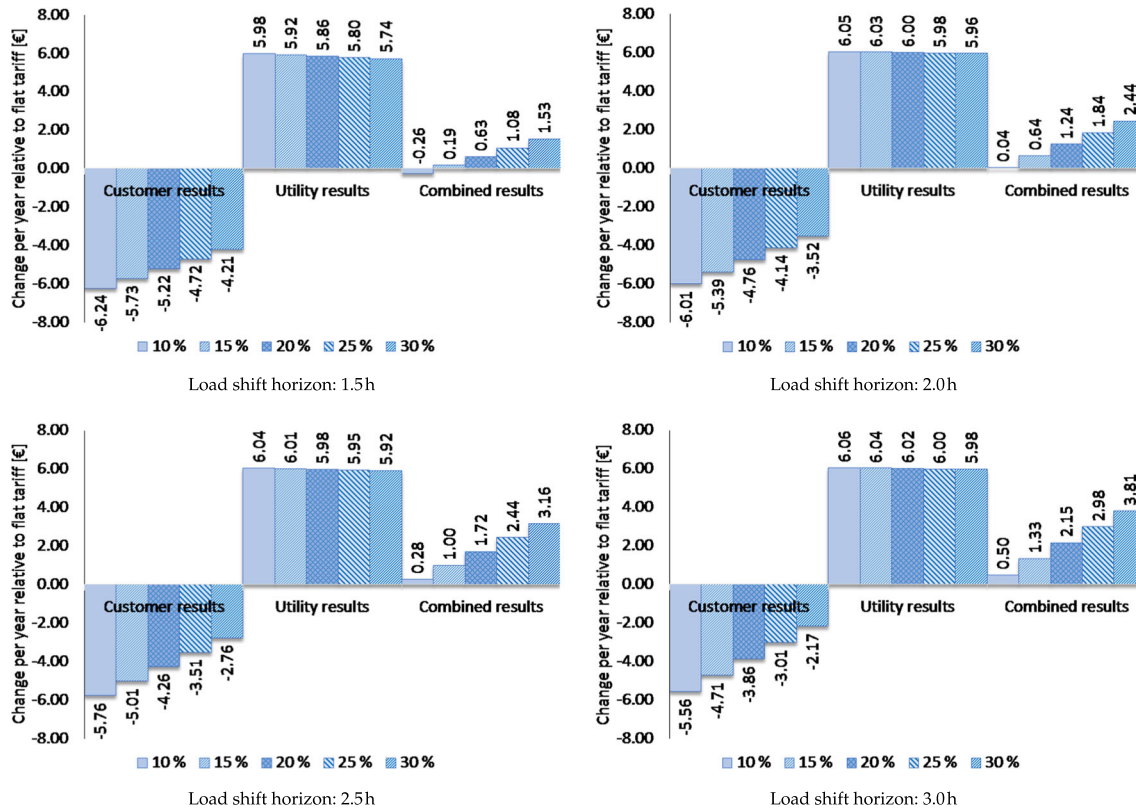 Change per year relative to flat tariff [€]
8.00
6.00
4.00
2.00
0.00
-2.00
-4.00
-6.00
-8.00
5.98 5.92 5.86 5.80 5.74
-0.26 0.19 0.63 1.08 1.53
Customer results Utility results Combined results
-6.24 -5.73 -5.22 -4.72 -4.21
10 % 15 % 20 % 25 % 30 %
Load shift horizon: 1.5 h
Change per year relative to flat tariff [€]
8.00
6.00
4.00
2.00
0.00
-2.00
-4.00
-6.00
-8.00
6.05 6.03 6.00 5.98 5.96
0.04 0.64 1.24 1.84 2.44
Customer results Utility results Combined results
-6.01 -5.39 -4.76 -4.14 -3.52
10 % 15 % 20 % 25 % 30 %
Load shift horizon: 2.0 h
Change per year relative to flat tariff [€]
8.00
6.00
4.00
2.00
0.00
-2.00
-4.00
-6.00
-8.00
6.04 6.01 5.98 5.95 5.92
0.28 1.00 1.72 2.44 3.16
Customer results Utility results Combined results
-5.76 -5.01 -4.26 -3.51 -2.76
10 % 15 % 20 % 25 % 30 %
Load shift horizon: 2.5 h
Change per year relative to flat tariff [€]
8.00
6.00
4.00
2.00
0.00
-2.00
-4.00
-6.00
-8.00
6.06 6.04 6.02 6.00 5.98
0.50 1.33 2.15 2.98 3.81
Customer results Utility results Combined results
-5.56 -4.71 -3.86 -3.01 -2.17
10 % 15 % 20 % 25 % 30 %
Load shift horizon: 3.0 h